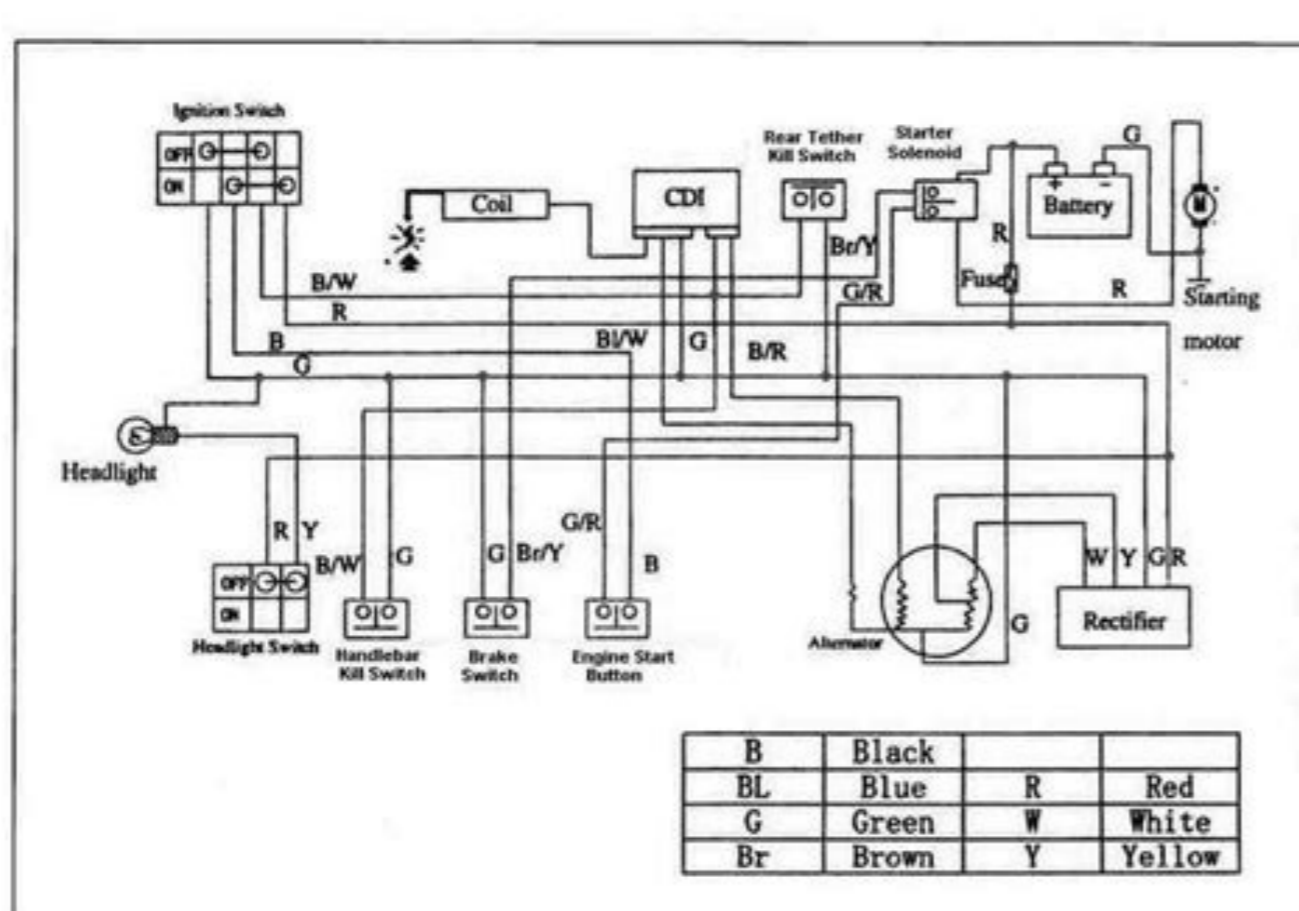 Ignition Switch
OFF
ON
Coil
CDI
Rear Tether
Kill Switch
Starter
Solenoid
G
+ -
Battery
M
Br/Y
R
Fuse
G/R
R
Starting
motor
B/W
R
Bl/W
G
B/R
B
G
Headlight
R Y
B/W
G
G
Br/Y
G/R
B
W Y G R
OFF
ON
Headlight Switch
Handlebar
Kill Switch
Brake
Switch
Engine Start
Button
Alternator
G
Rectifier
B Black
BL Blue R Red
G Green W White
Br Brown Y Yellow